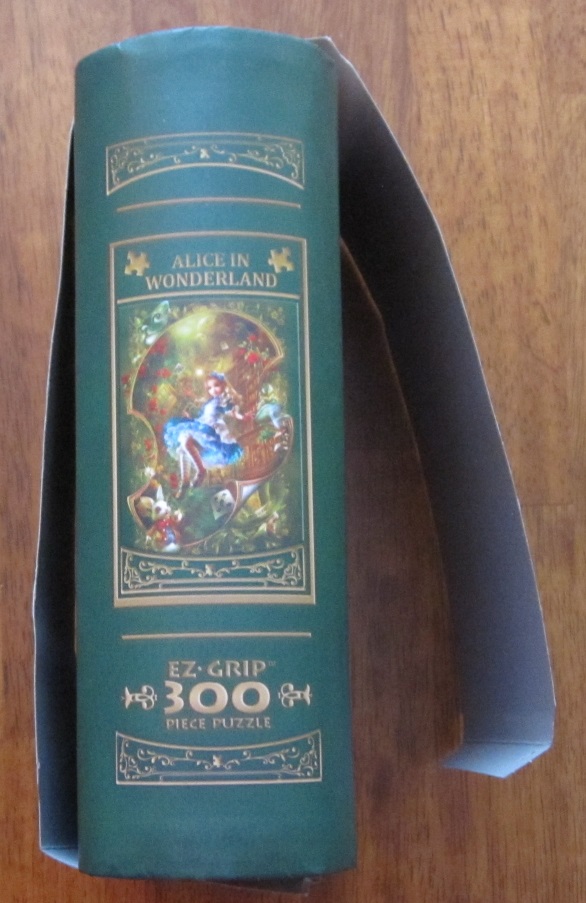 ALICE IN
WONDERLAND
EZ·GRIP™
300
PIECE PUZZLE